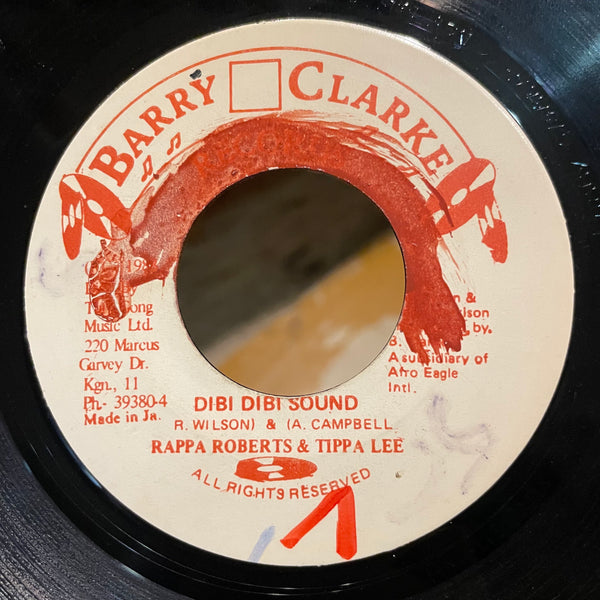 BARRY CLARKE
Music Ltd.
220 Marcus
Garvey Dr.
Kgn., 11
Ph.- 39380-4
Made in Ja.
&
by.
B.
A subsidiary of
Afro Eagle
Intl.
DIBI DIBI SOUND
R. WILSON) & (A. CAMPBELL
RAPPA ROBERTS & TIPPA LEE
ALL RIGHTS RESERVED
1